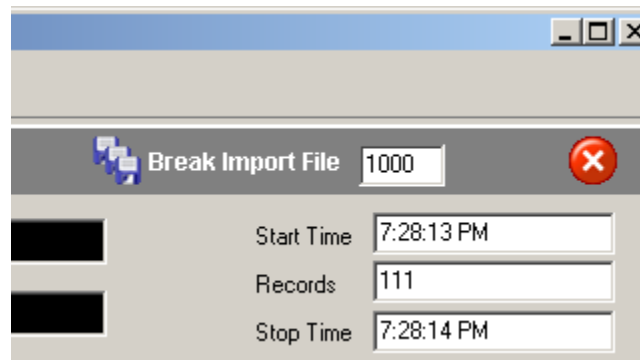 Break Import File 1000
Start Time 7:28:13 PM
Records 111
Stop Time 7:28:14 PM